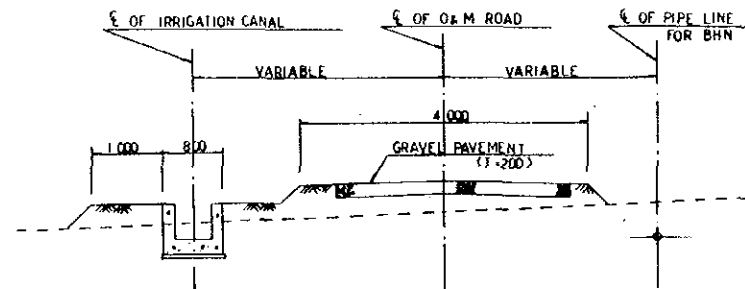 ℄ OF IRRIGATION CANAL
℄ OF O & M ROAD
℄ OF PIPE LINE
FOR BHN
VARIABLE
VARIABLE
4 000
1 000
800
GRAVEL PAVEMENT
(T=200)